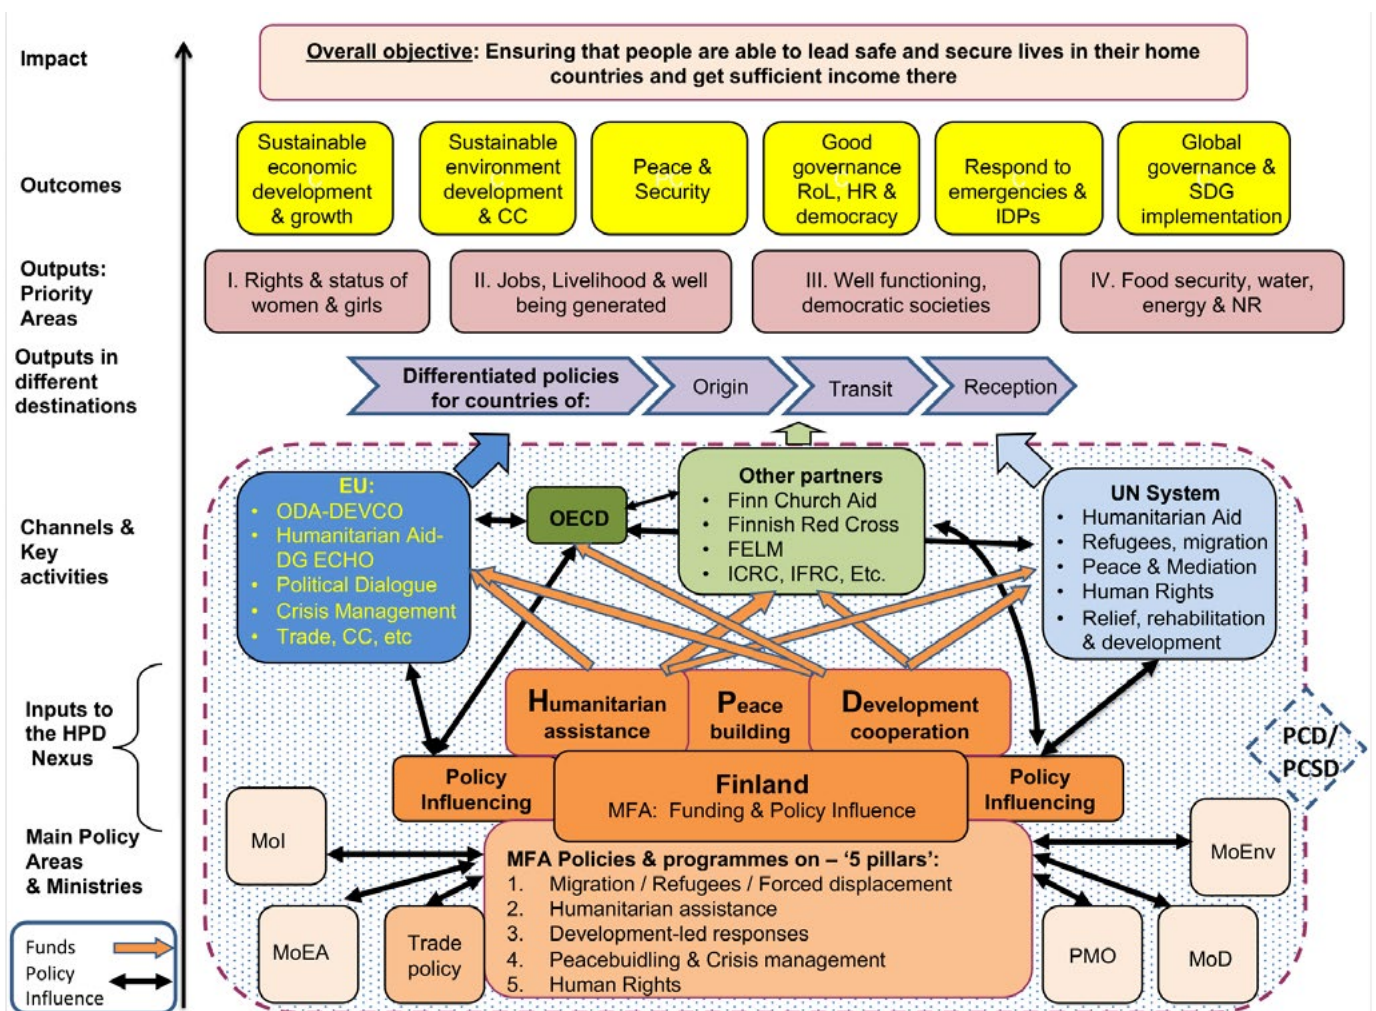 Impact
Overall objective: Ensuring that people are able to lead safe and secure lives in their home
countries and get sufficient income there
Outcomes
Sustainable
economic
development
& growth
Sustainable
environment
development
& CC
Peace &
Security
Good
governance
RoL, HR &
democracy
Respond to
emergencies &
IDPs
Global
governance &
SDG
implementation
Outputs:
Priority
Areas
I. Rights & status of
women & girls
II. Jobs, Livelihood & well
being generated
III. Well functioning,
democratic societies
IV. Food security, water,
energy & NR
Outputs in
different
destinations
Differentiated policies
for countries of:
Origin
Transit
Reception
Channels &
Key
activities
EU:
• ODA-DEVCO
• Humanitarian Aid-
DG ECHO
• Political Dialogue
• Crisis Management
• Trade, CC, etc
OECD
Other partners
• Finn Church Aid
• Finnish Red Cross
• FELM
• ICRC, IFRC, Etc.
UN System
• Humanitarian Aid
• Refugees, migration
• Peace & Mediation
• Human Rights
• Relief, rehabilitation
& development
Inputs to
the HPD
Nexus
Humanitarian
assistance
Peace
building
Development
cooperation
Policy
Influencing
Finland
MFA: Funding & Policy Influence
Policy
Influencing
PCD/
PCSD
Main Policy
Areas
& Ministries
MoI
MoEA
Trade
policy
MFA Policies & programmes on – ‘5 pillars’:
1. Migration / Refugees / Forced displacement
2. Humanitarian assistance
3. Development-led responses
4. Peacebuidling & Crisis management
5. Human Rights
PMO
MoD
MoEnv
Funds
Policy
Influence